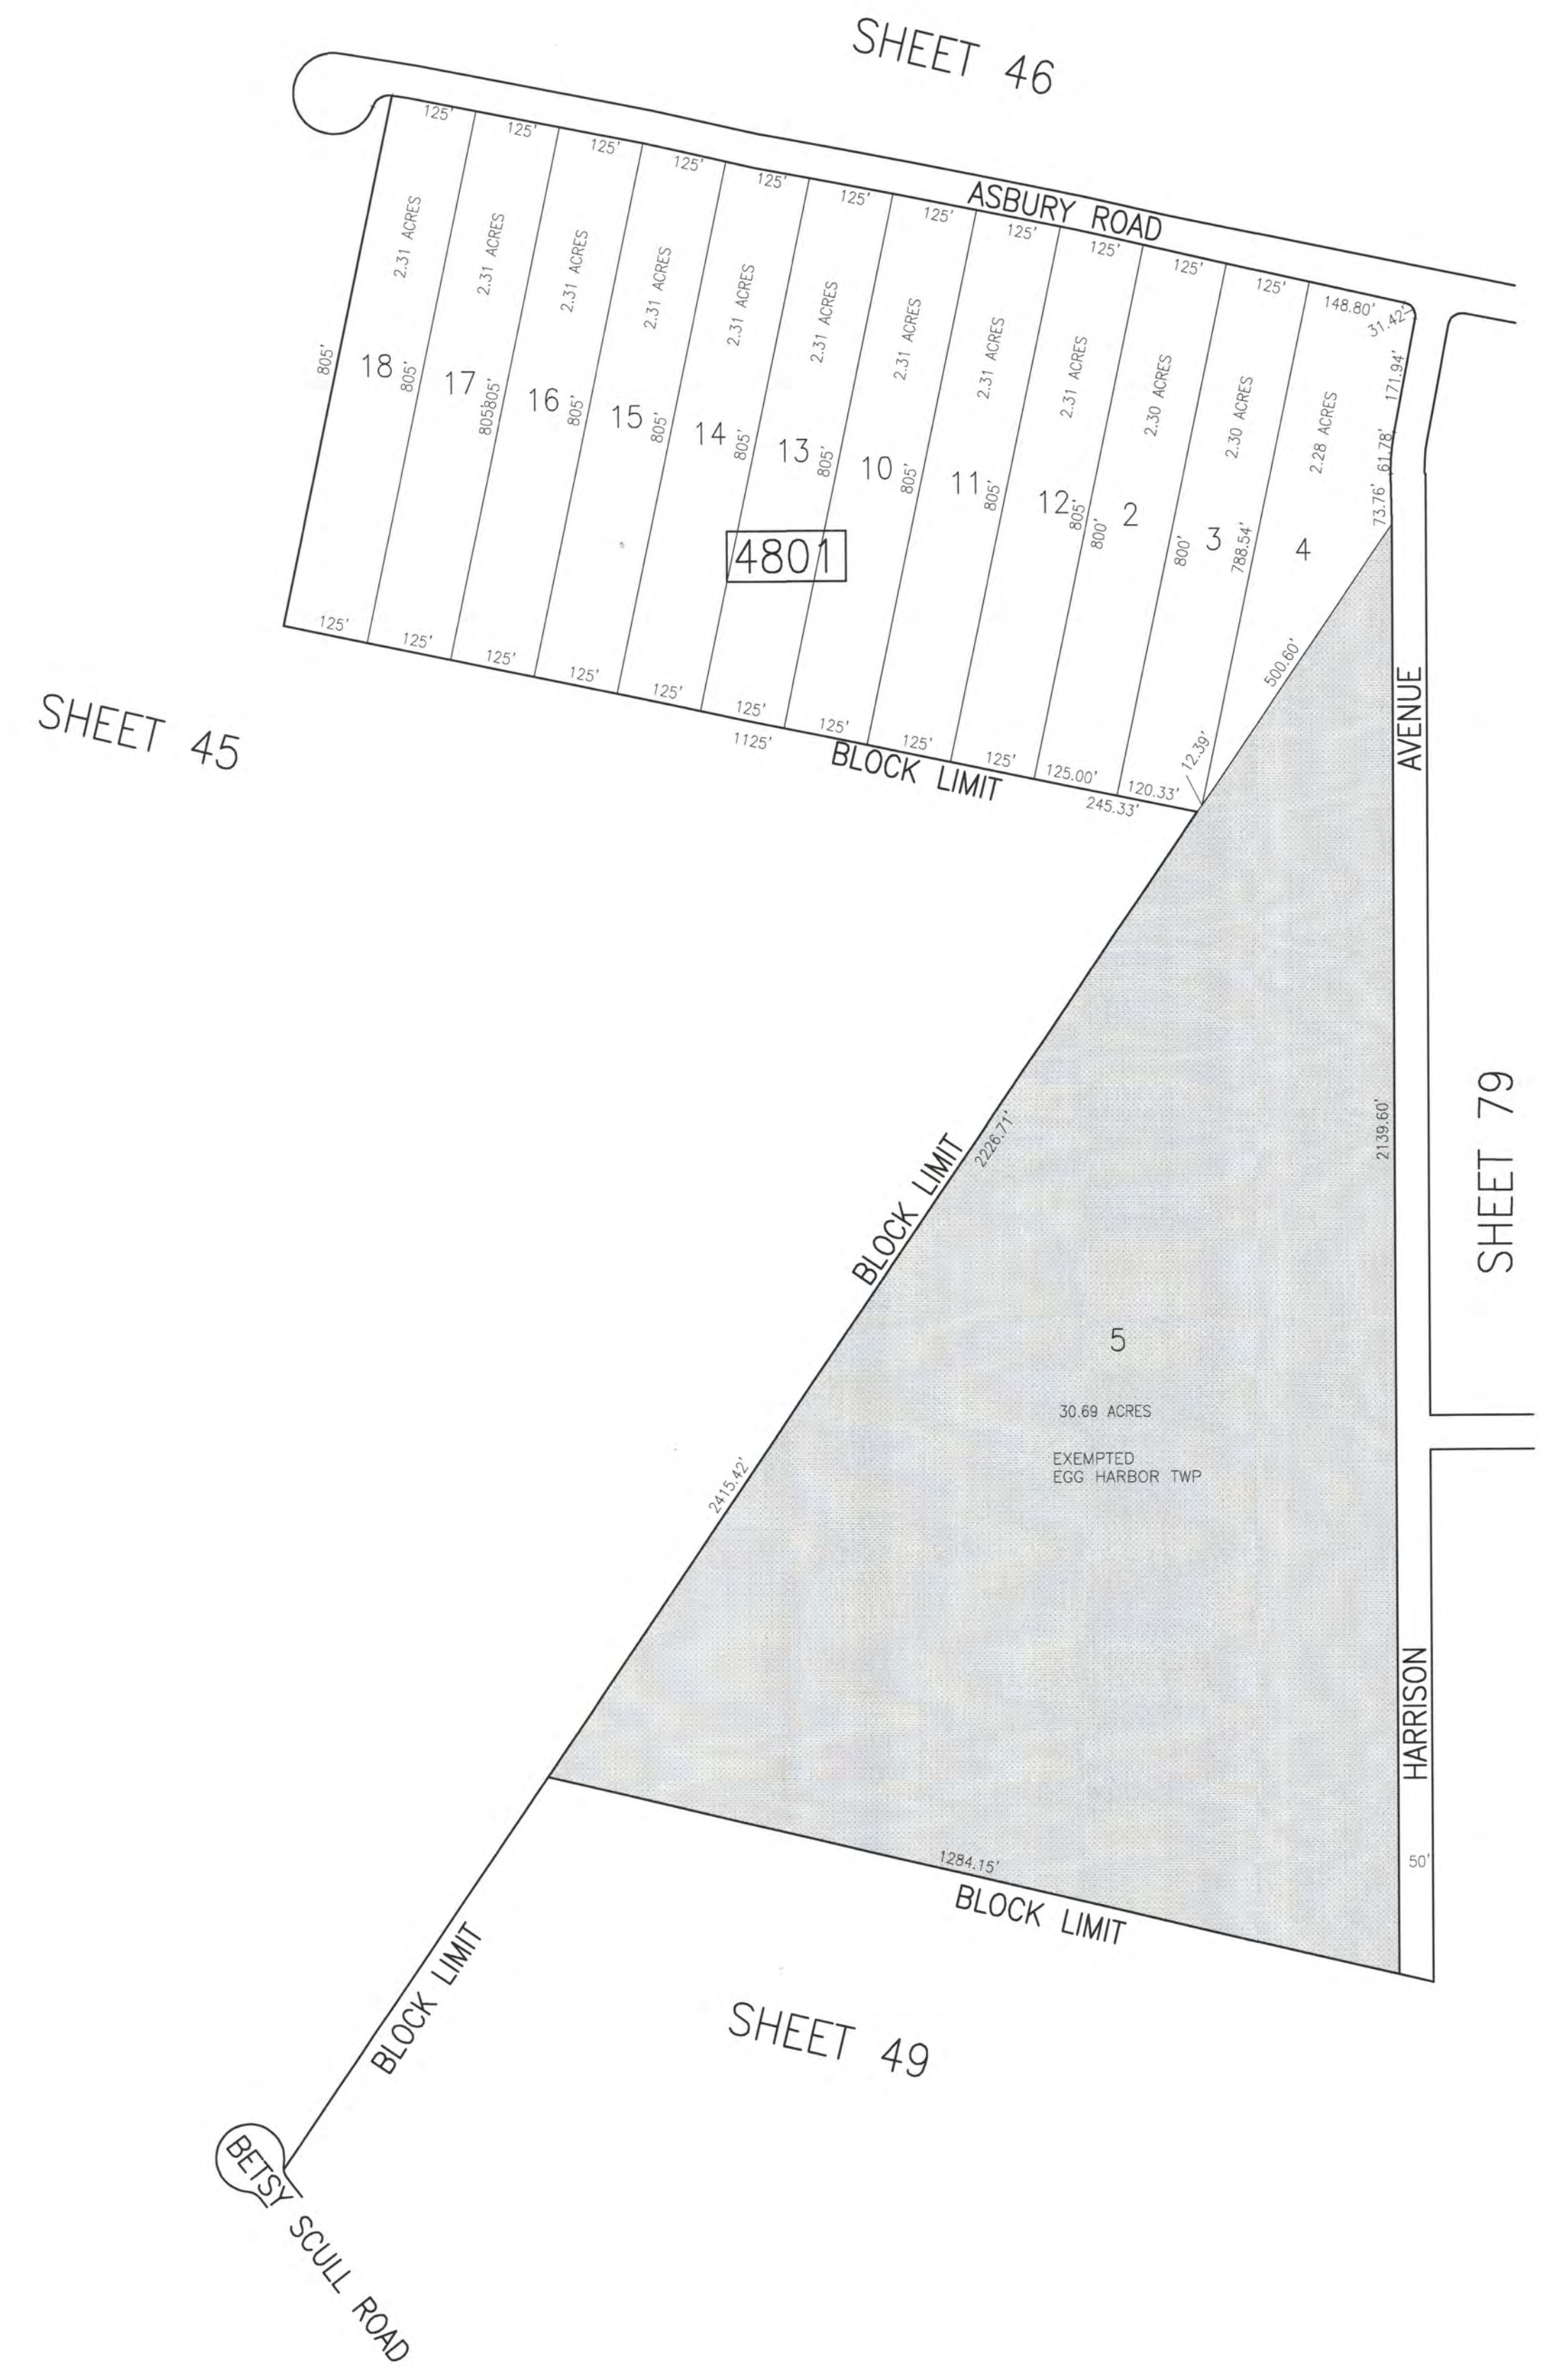 SHEET 46
ASBURY ROAD
125'
125'
125'
125'
125'
125'
125'
125'
125'
125'
125'
148.80'
31.42'
171.94'
61.78'
73.76'
2.31 ACRES
2.31 ACRES
2.31 ACRES
2.31 ACRES
2.31 ACRES
2.31 ACRES
2.31 ACRES
2.31 ACRES
2.31 ACRES
2.30 ACRES
2.30 ACRES
2.28 ACRES
805'
18
805'
17
805'
805'
16
805'
15
805'
14
805'
13
805'
10
805'
11
805'
12
805'
800'
2
800'
3
788.54'
4
4801
125'
125'
125'
125'
125'
125'
125'
125'
125'
125.00'
120.33'
12.39'
500.60'
1125'
245.33'
BLOCK LIMIT
SHEET 45
AVENUE
SHEET 79
2139.60'
2226.71'
BLOCK LIMIT
2415.42'
5
30.69 ACRES
EXEMPTED
EGG HARBOR TWP
HARRISON
50'
1284.15'
BLOCK LIMIT
BLOCK LIMIT
SHEET 49
BETSY SCULL ROAD